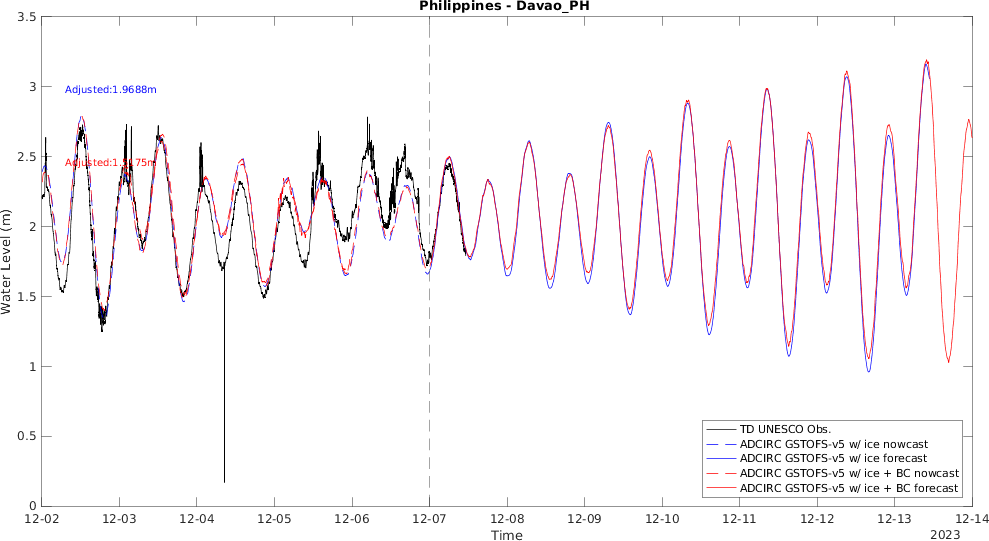 Philippines - Davao_PH
3.5
3
2.5
2
1.5
1
0.5
0
Water Level (m)
Adjusted:1.9688m
TD UNESCO Obs.
ADCIRC GSTOFS-v5 w/ ice nowcast
ADCIRC GSTOFS-v5 w/ ice forecast
ADCIRC GSTOFS-v5 w/ ice + BC nowcast
ADCIRC GSTOFS-v5 w/ ice + BC forecast
12-02 12-03 12-04 12-05 12-06 12-07 12-08 12-09 12-10 12-11 12-12 12-13 12-14
Time
2023